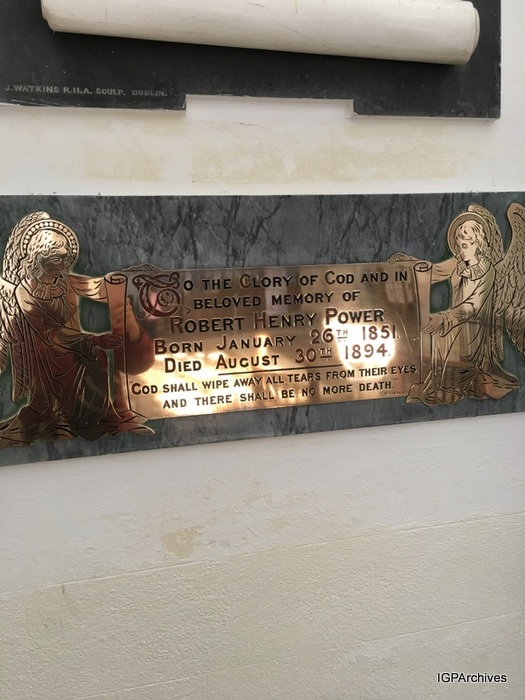 J. WATKINS R.H.A. SCULP. DUBLIN.
TO THE GLORY OF GOD AND IN
BELOVED MEMORY OF
ROBERT HENRY POWER
BORN JANUARY 26TH 1851.
DIED AUGUST 30TH 1894.
GOD SHALL WIPE AWAY ALL TEARS FROM THEIR EYES,
AND THERE SHALL BE NO MORE DEATH.
IGPArchives